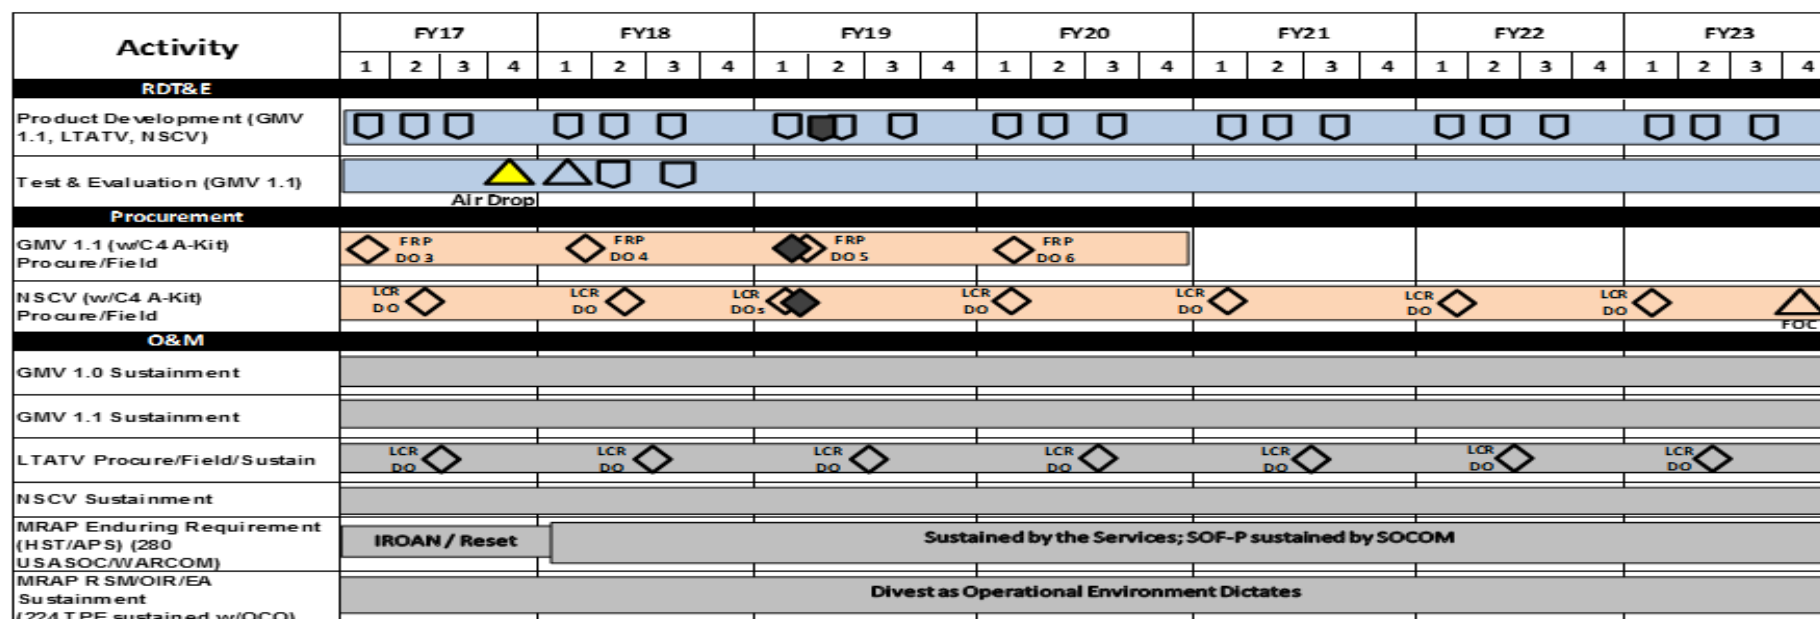 Activity
FY17 FY18 FY19 FY20 FY21 FY22 FY23
1 2 3 4 1 2 3 4 1 2 3 4 1 2 3 4 1 2 3 4 1 2 3 4 1 2 3 4
RDT&E
Product Development (GMV
1.1, LTATV, NSCV)
Test & Evaluation (GMV 1.1)
Air Drop
Procurement
GMV 1.1 (w/C4 A-Kit)
Procure/Field
FRP FRP FRP FRP
DO 3 DO 4 DO 5 DO 6
NSCV (w/C4 A-Kit)
Procure/Field
LCR LCR LCR LCR LCR LCR LCR
DO DO DOs DO DO DO DO
FOC
O&M
GMV 1.0 Sustainment
GMV 1.1 Sustainment
LTATV Procure/Field/Sustain
LCR LCR LCR LCR LCR LCR LCR
DO DO DO DO DO DO DO
NSCV Sustainment
MRAP Enduring Requirement
(HST/APS) (280
USASOC/WARCOM)
IROAN / Reset
Sustained by the Services; SOF-P sustained by SOCOM
MRAP RSM/OIR/EA
Sustainment
(224 TPE sustained w/OCO)
Divest as Operational Environment Dictates